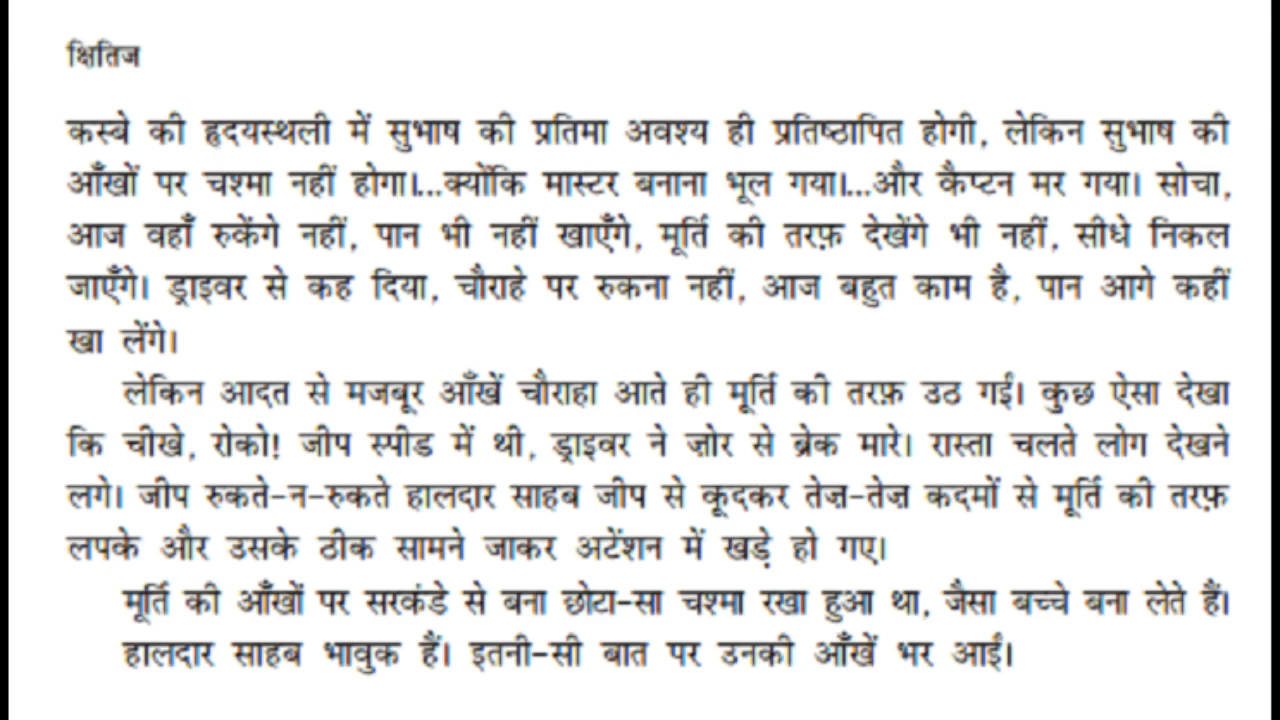 क्षितिज
कस्बे की हृदयस्थली में सुभाष की प्रतिमा अवश्य ही प्रतिष्ठापित होगी, लेकिन सुभाष की
आँखों पर चश्मा नहीं होगा।...क्योंकि मास्टर बनाना भूल गया।...और कैप्टन मर गया। सोचा,
आज वहाँ रुकेंगे नहीं, पान भी नहीं खाएँगे, मूर्ति की तरफ़ देखेंगे भी नहीं, सीधे निकल
जाएँगे। ड्राइवर से कह दिया, चौराहे पर रुकना नहीं, आज बहुत काम है, पान आगे कहीं
खा लेंगे।
लेकिन आदत से मजबूर आँखें चौराहा आते ही मूर्ति की तरफ़ उठ गईं। कुछ ऐसा देखा
कि चीखे, रोको! जीप स्पीड में थी, ड्राइवर ने ज़ोर से ब्रेक मारे। रास्ता चलते लोग देखने
लगे। जीप रुकते-न-रुकते हालदार साहब जीप से कूदकर तेज़-तेज़ कदमों से मूर्ति की तरफ़
लपके और उसके ठीक सामने जाकर अटेंशन में खड़े हो गए।
मूर्ति की आँखों पर सरकंडे से बना छोटा-सा चश्मा रखा हुआ था, जैसा बच्चे बना लेते हैं।
हालदार साहब भावुक हैं। इतनी-सी बात पर उनकी आँखें भर आईं।